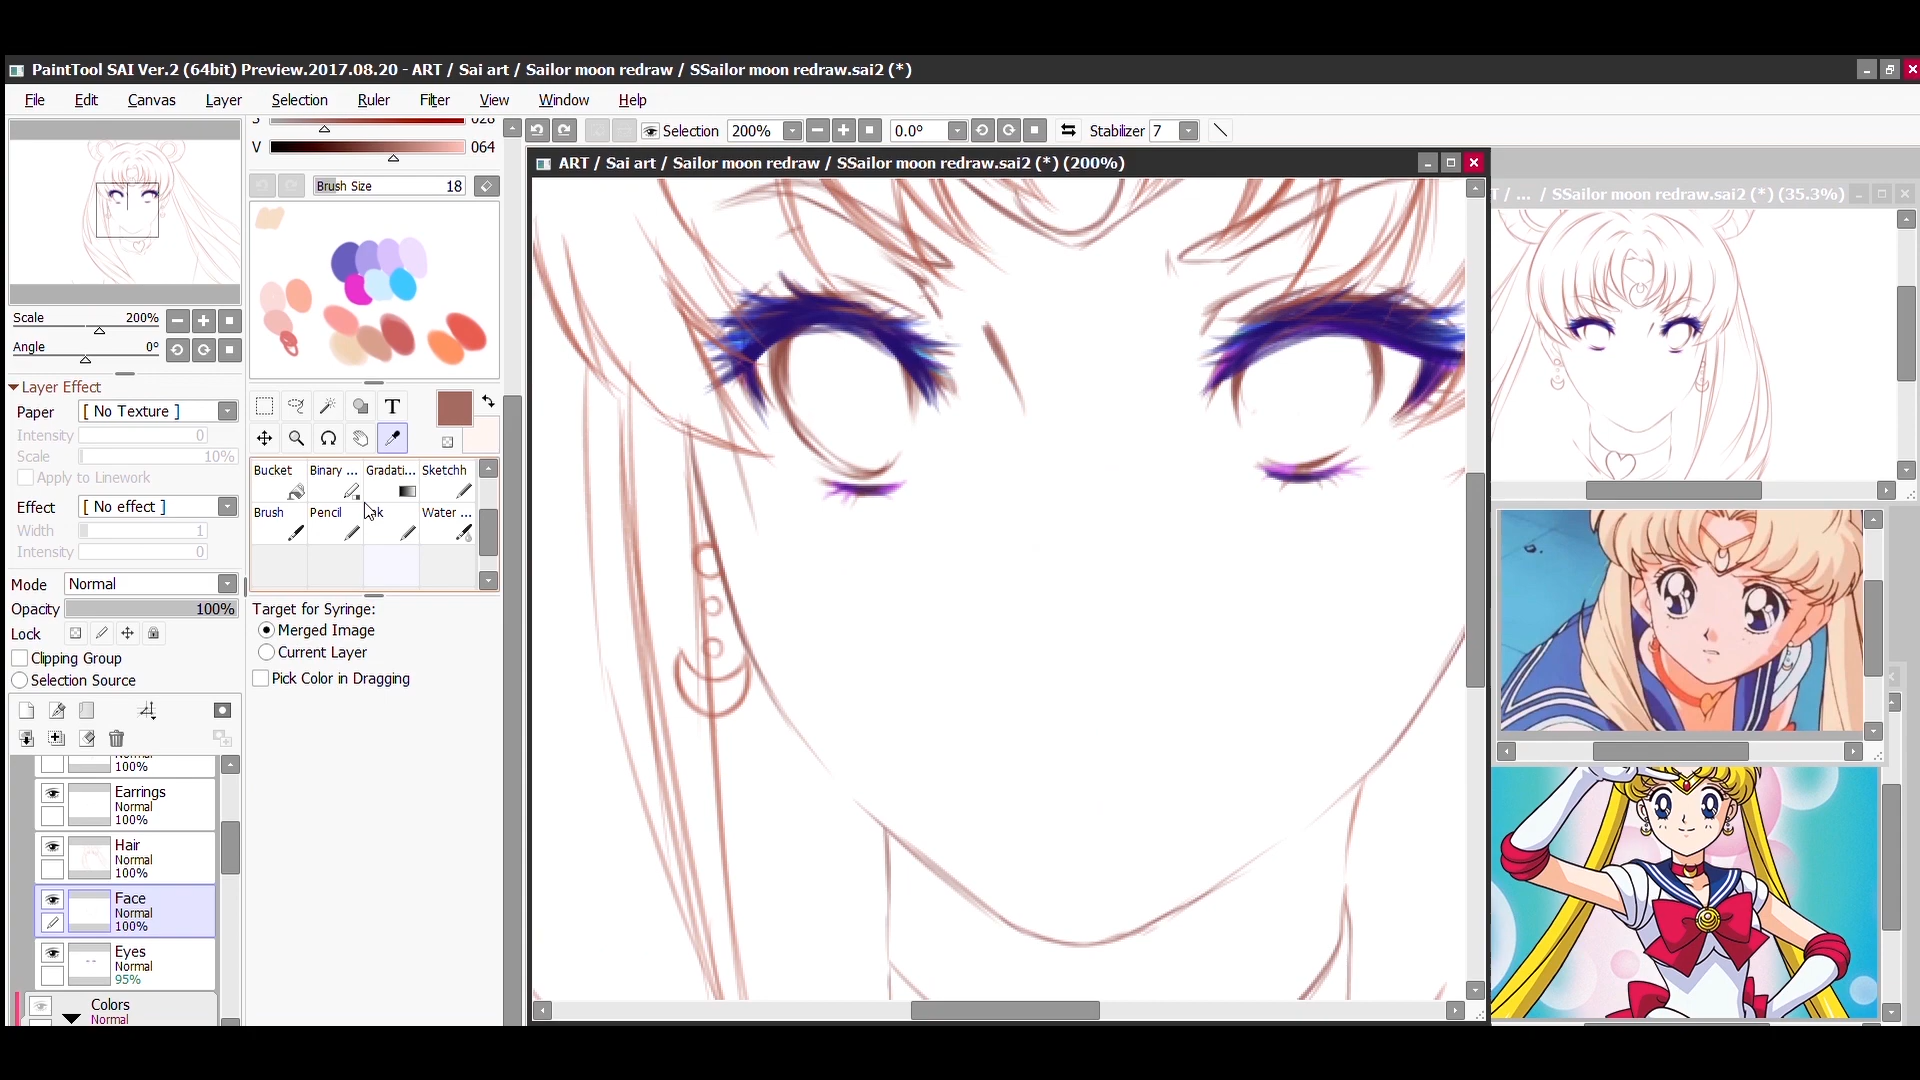 PaintTool SAI Ver.2 (64bit) Preview.2017.08.20 - ART / Sai art / Sailor moon redraw / SSailor moon redraw.sai2 (*)
File Edit Canvas Layer Selection Ruler Filter View Window Help
S 028
V 064
Selection 200% 0.0° Stabilizer 7
Brush Size 18
ART / Sai art / Sailor moon redraw / SSailor moon redraw.sai2 (*) (200%)
/ ... / SSailor moon redraw.sai2 (*) (35.3%)
Scale 200%
Angle 0°
Layer Effect
Paper [ No Texture ]
Intensity 0
Scale 10%
Apply to Linework
Effect [ No effect ]
Width 1
Intensity 0
Mode Normal
Opacity 100%
Lock
Clipping Group
Selection Source
T
Bucket Binary ... Gradati... Sketchh
Brush Pencil Water ...
Target for Syringe:
Merged Image
Current Layer
Pick Color in Dragging
Normal
100%
Earrings
Normal
100%
Hair
Normal
100%
Face
Normal
100%
Eyes
Normal
95%
Colors
Normal